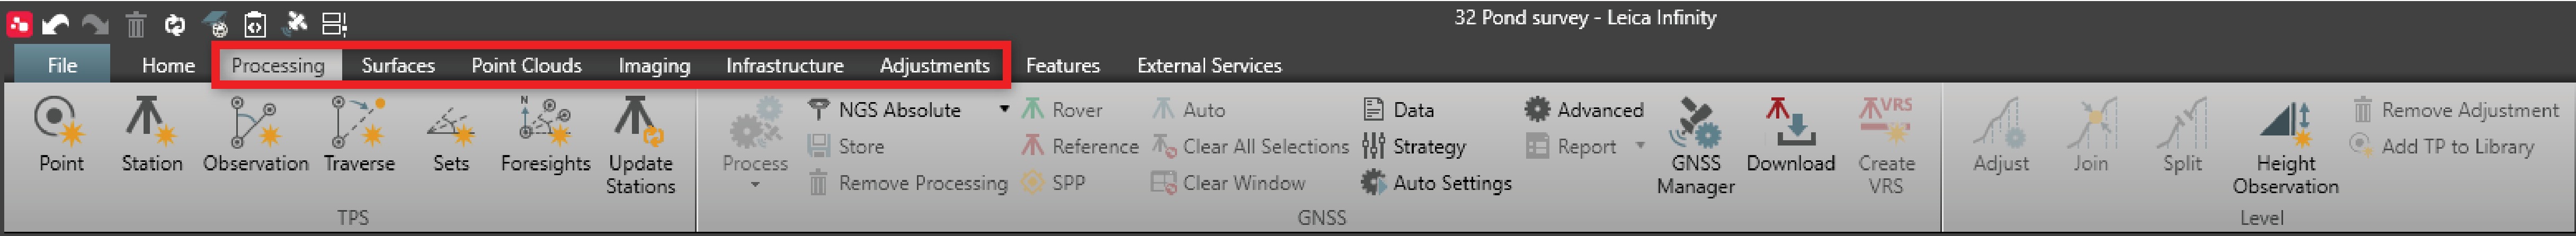 32 Pond survey - Leica Infinity
File Home Processing Surfaces Point Clouds Imaging Infrastructure Adjustments Features External Services
Point Station Observation Traverse Sets Foresights Update Stations
TPS
Process
NGS Absolute
Store
Remove Processing
Rover
Reference
SPP
Auto
Clear All Selections
Clear Window
Data
Strategy
Auto Settings
Advanced
Report
GNSS Manager
Download
Create VRS
VRS
GNSS
Adjust Join Split Height Observation
Remove Adjustment
Add TP to Library
Level